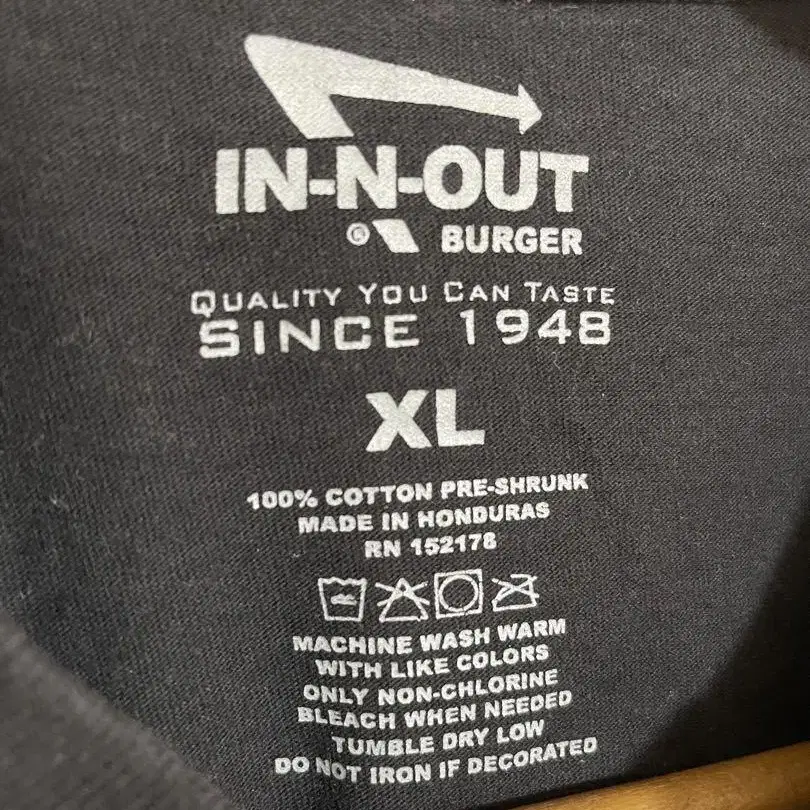 IN-N-OUT
® BURGER
QUALITY YOU CAN TASTE
SINCE 1948
XL
100% COTTON PRE-SHRUNK
MADE IN HONDURAS
RN 152178
MACHINE WASH WARM
WITH LIKE COLORS
ONLY NON-CHLORINE
BLEACH WHEN NEEDED
TUMBLE DRY LOW
DO NOT IRON IF DECORATED